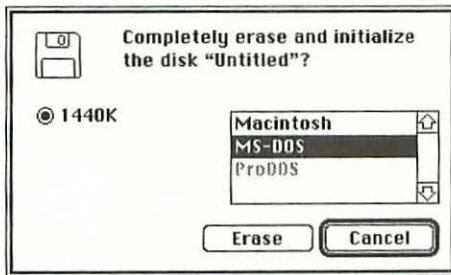 Completely erase and initialize
the disk “Untitled”?
1440K
Macintosh
MS-DOS
ProDOS
Erase
Cancel